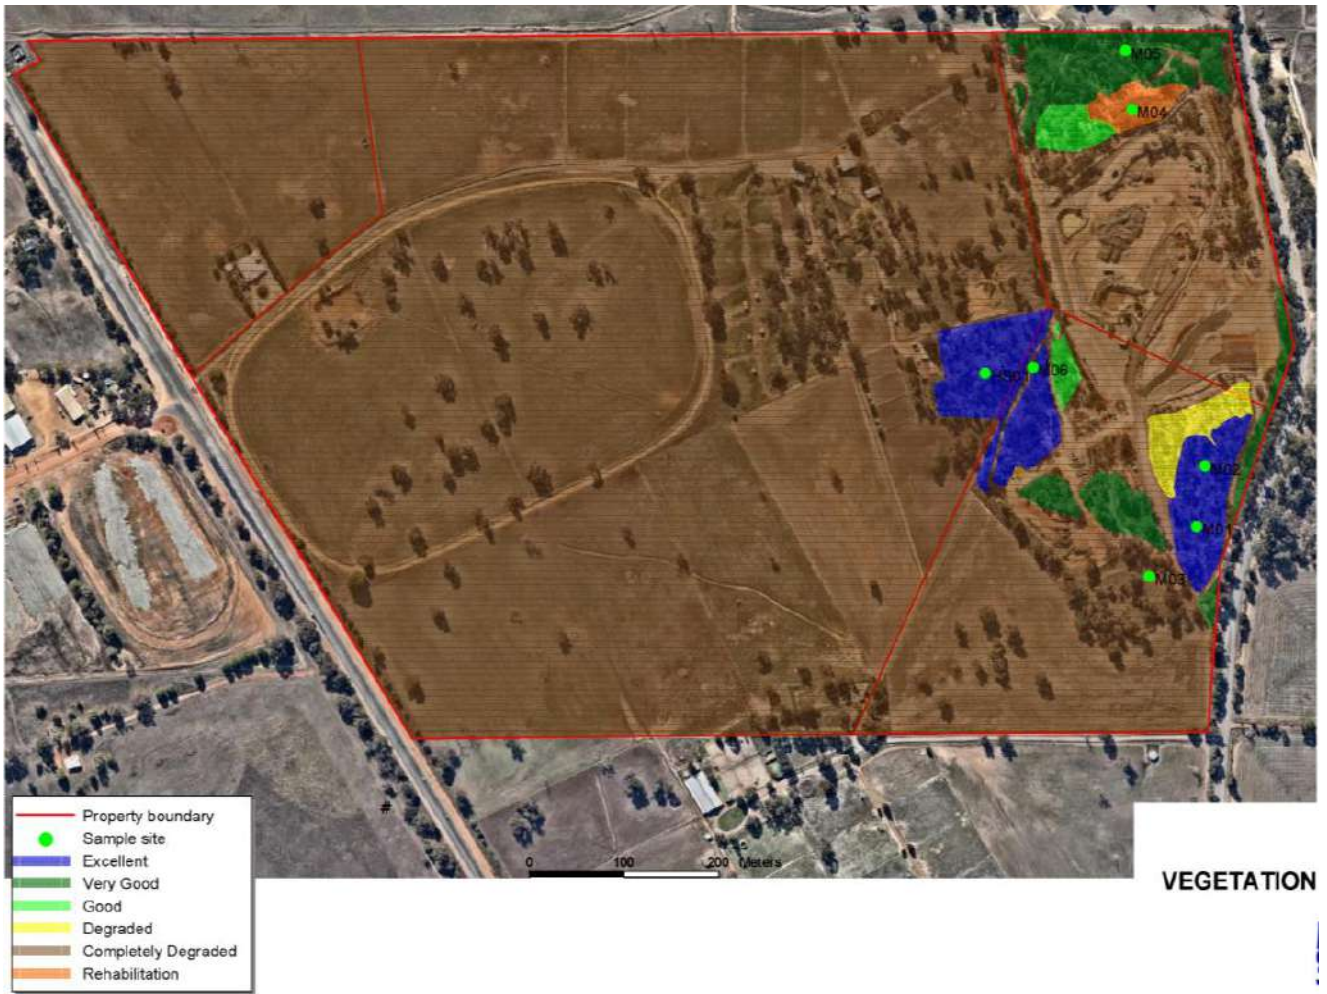 M05
M04
M06
M02
M01
M03
#
0 100 200 Meters
Property boundary
Sample site
Excellent
Very Good
Good
Degraded
Completely Degraded
Rehabilitation
VEGETATION